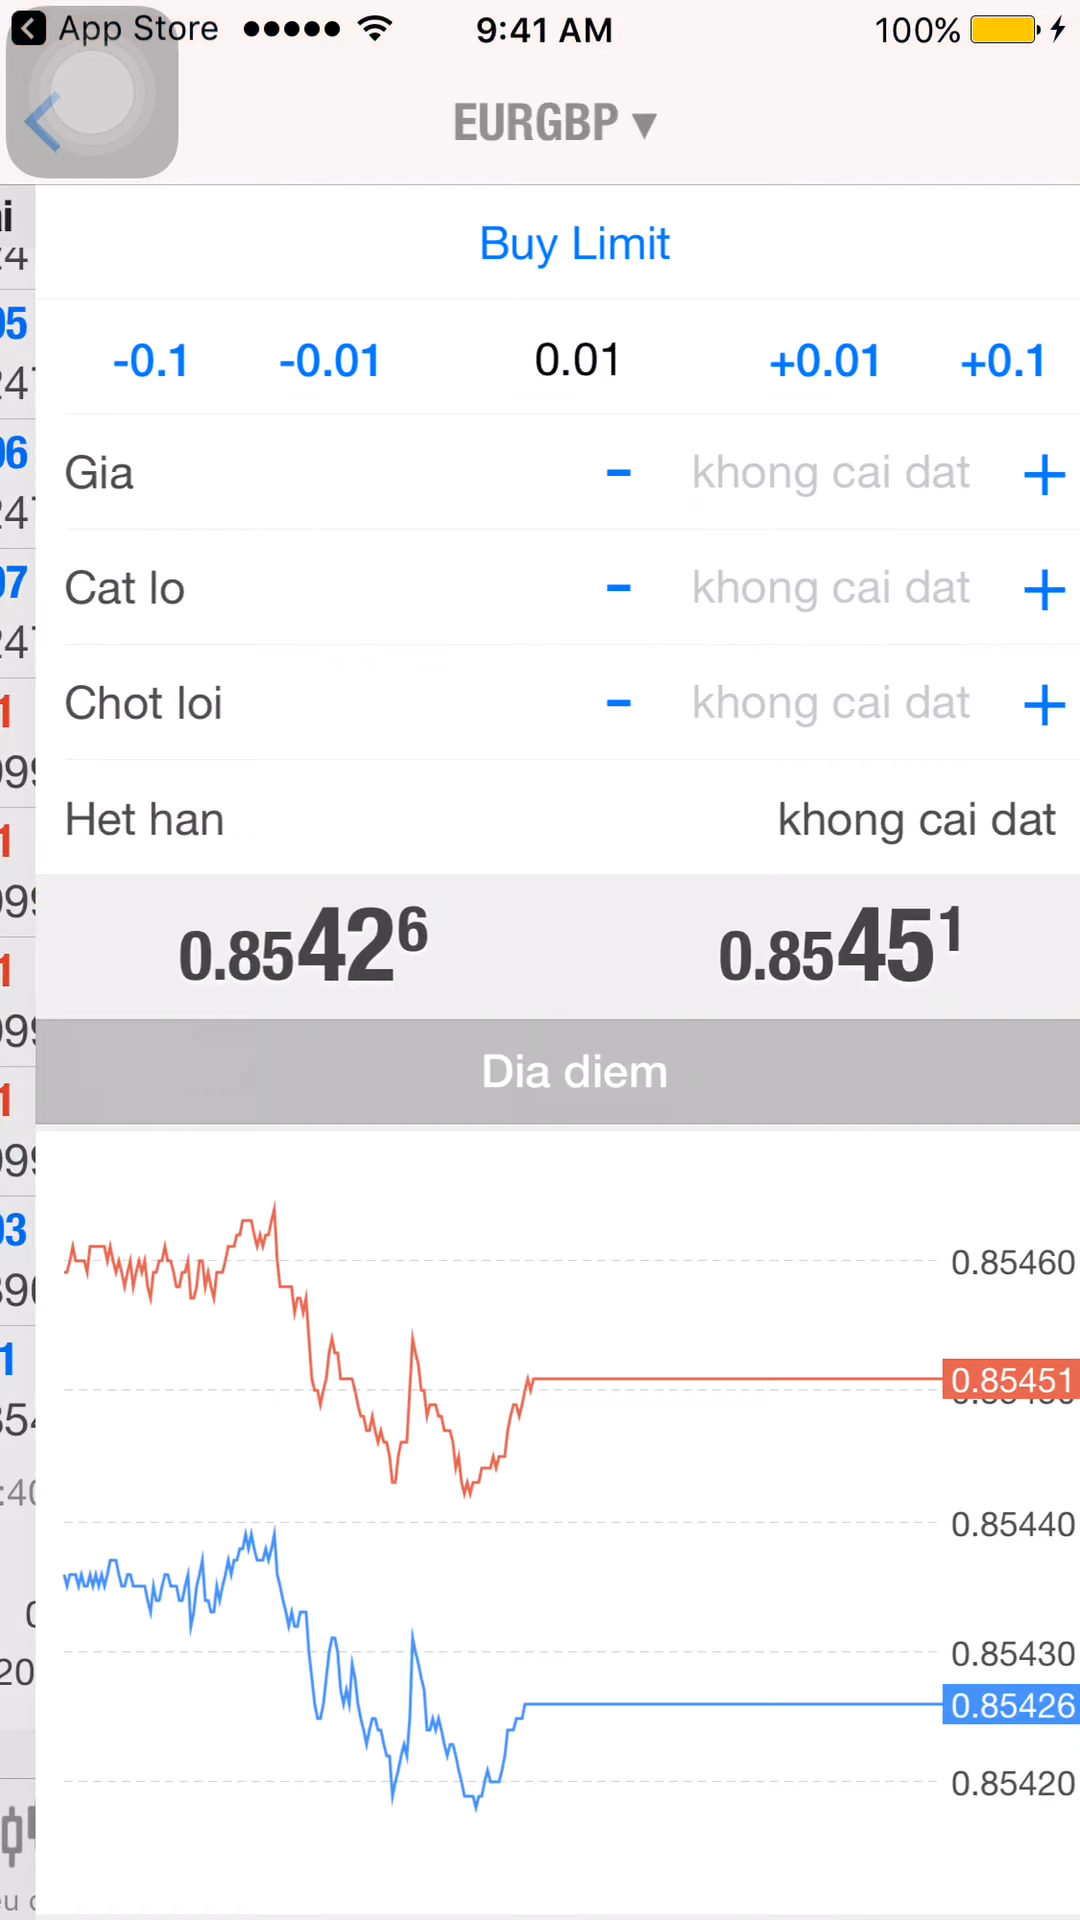 App Store 9:41 AM 100%
EURGBP ▼
Buy Limit
-0.1 -0.01 0.01 +0.01 +0.1
Gia - khong cai dat +
Cat lo - khong cai dat +
Chot loi - khong cai dat +
Het han khong cai dat
0.85426 0.85451
Dia diem
0.85460
0.85451
0.85440
0.85430
0.85426
0.85420